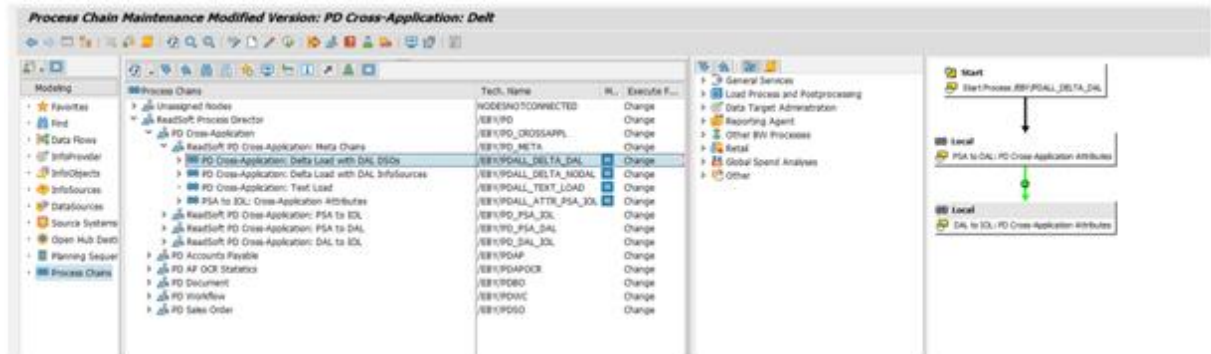 Process Chain Maintenance Modified Version: PD Cross-Application: Delt
Modeling
Favorites
Find
Data Flows
InfoProvider
InfoObjects
InfoSources
DataSources
Source Systems
Open Hub Desti
Planning Sequer
Process Chains
Process Chains Tech. Name M.. Execute F...
Unassigned Nodes NODESNOTCONNECTED Change
ReadSoft Process Director /EBY/PD Change
PD Cross-Application /EBY/PD_CROSSAPPL Change
ReadSoft PD Cross-Application: Meta Chains /EBY/PD_META Change
PD Cross-Application: Delta Load with DAL DSOs /EBY/PDALL_DELTA_DAL Change
PD Cross-Application: Delta Load with DAL InfoSources /EBY/PDALL_DELTA_NODAL Change
PD Cross-Application: Text Load /EBY/PDALL_TEXT_LOAD Change
PSA to IOL: Cross-Application Attributes /EBY/PDALL_ATTR_PSA_IOL Change
ReadSoft PD Cross-Application: PSA to IOL /EBY/PD_PSA_IOL Change
ReadSoft PD Cross-Application: PSA to DAL /EBY/PD_PSA_DAL Change
ReadSoft PD Cross-Application: DAL to IOL /EBY/PD_DAL_IOL Change
PD Accounts Payable /EBY/PDAP Change
PD AP OCR Statistics /EBY/PDAPOCR Change
PD Document /EBY/PDBO Change
PD Workflow /EBY/PDWC Change
PD Sales Order /EBY/PDSO Change
General Services
Load Process and Postprocessing
Data Target Administration
Reporting Agent
Other BW Processes
Retail
Global Spend Analyses
Other
Start
Start Process /EBY/PDALL_DELTA_DAL
Local
PSA to DAL: PD Cross Application Attributes
Local
DAL to IOL: PD Cross-Application Attributes